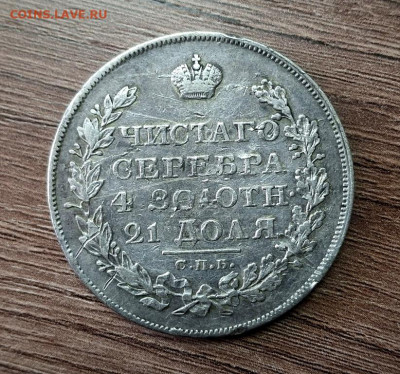 COINS.LAVE.RU
ЧИСТАГО
СЕРЕБРА
4 ЗОЛОТН
21 ДОЛЯ.
С.П.Б.